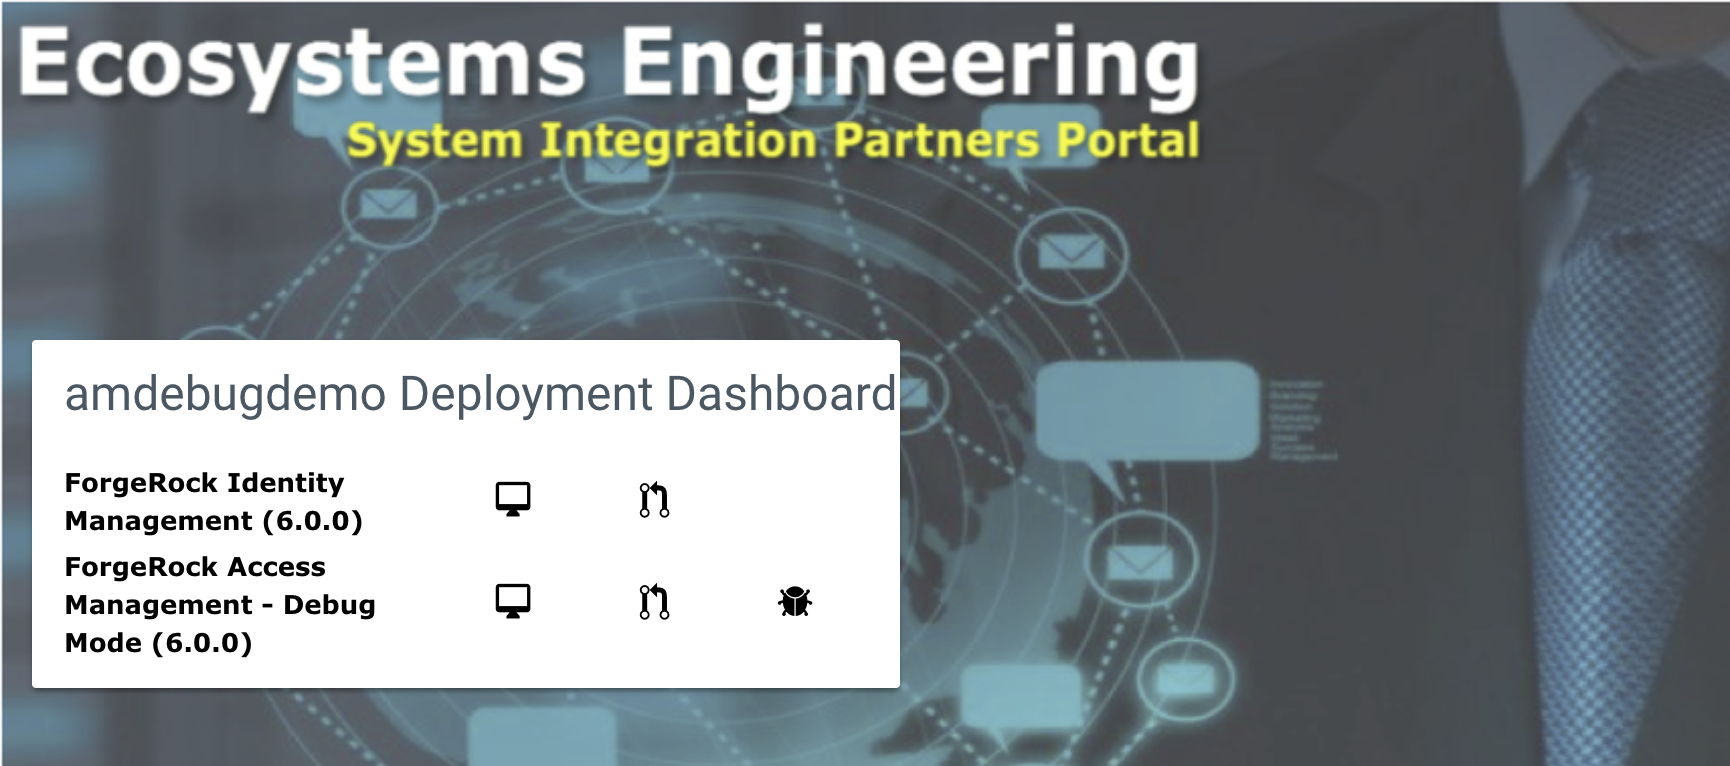 Ecosystems Engineering
System Integration Partners Portal
amdebugdemo Deployment Dashboard
ForgeRock Identity
Management (6.0.0)
ForgeRock Access
Management - Debug
Mode (6.0.0)